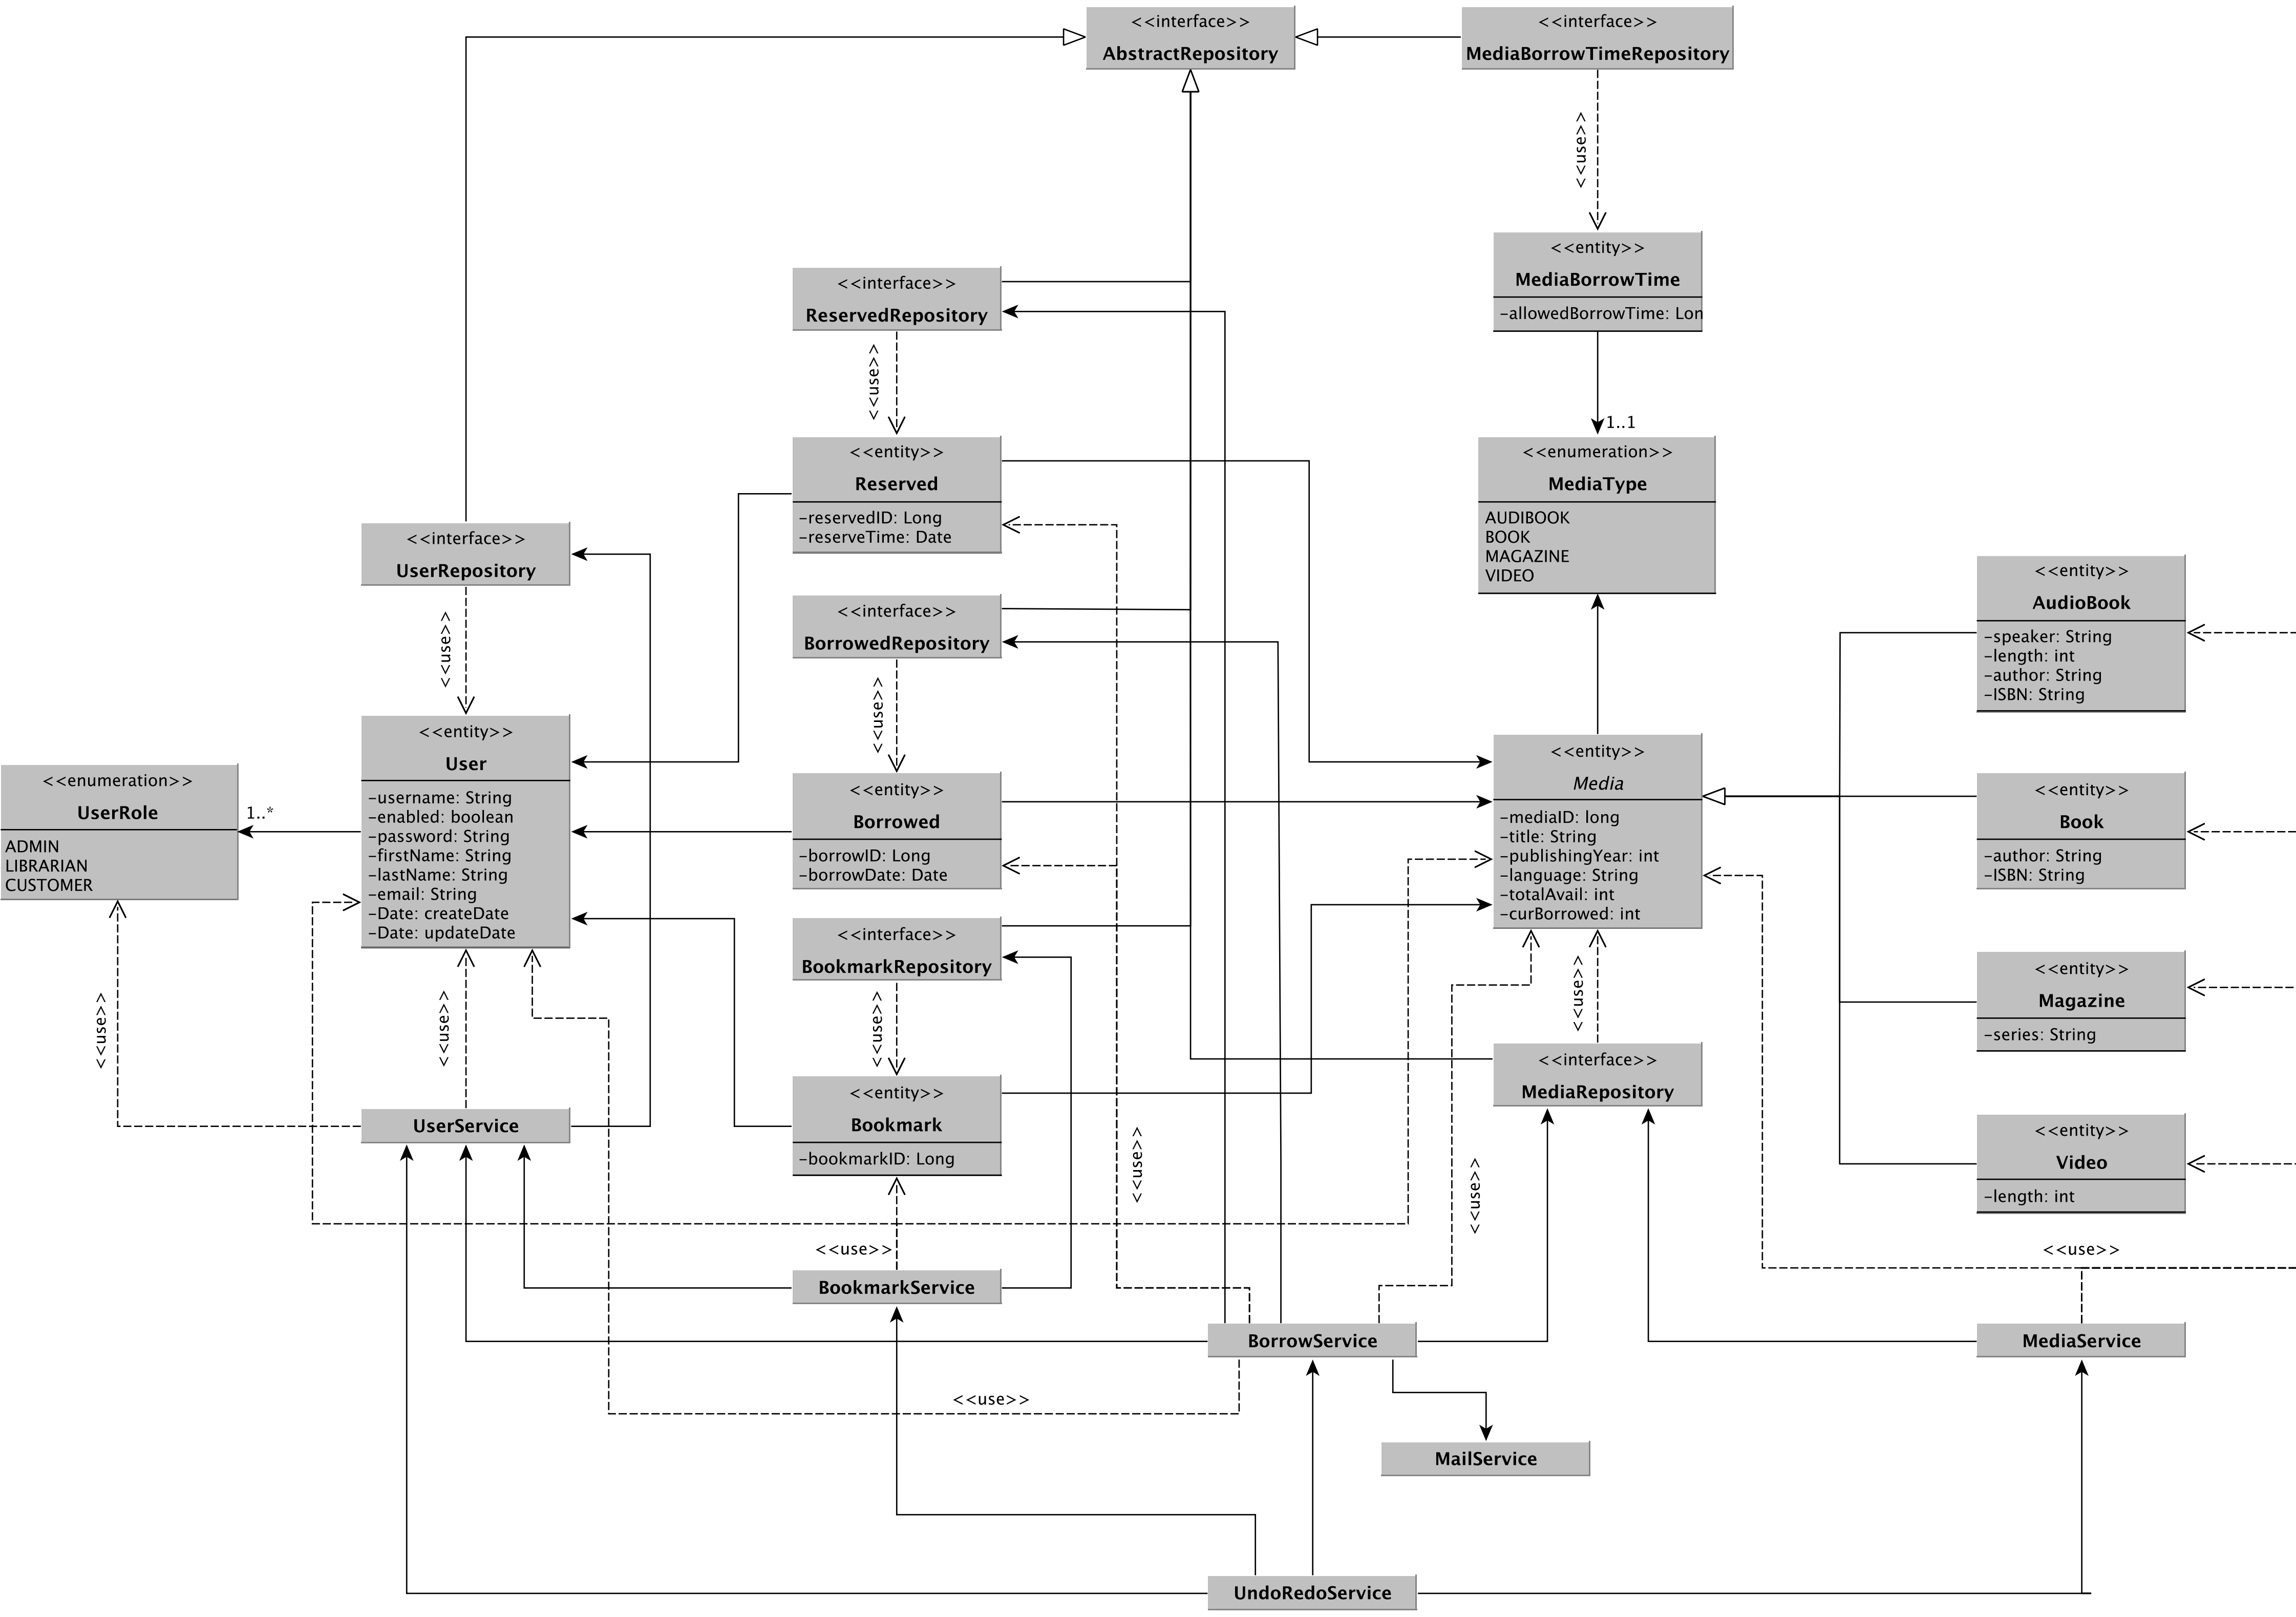 <<interface>>
AbstractRepository
<<interface>>
MediaBorrowTimeRepository
<<use>>
<<entity>>
MediaBorrowTime
-allowedBorrowTime: Lon
<<interface>>
ReservedRepository
<<use>>
1..1
<<entity>>
Reserved
-reservedID: Long
-reserveTime: Date
<<enumeration>>
MediaType
AUDIBOOK
BOOK
MAGAZINE
VIDEO
<<interface>>
UserRepository
<<use>>
<<interface>>
BorrowedRepository
<<use>>
<<entity>>
AudioBook
-speaker: String
-length: int
-author: String
-ISBN: String
<<enumeration>>
UserRole
ADMIN
LIBRARIAN
CUSTOMER
1..*
<<entity>>
User
-username: String
-enabled: boolean
-password: String
-firstName: String
-lastName: String
-email: String
-Date: createDate
-Date: updateDate
<<entity>>
Borrowed
-borrowID: Long
-borrowDate: Date
<<entity>>
Media
-mediaID: long
-title: String
-publishingYear: int
-language: String
-totalAvail: int
-curBorrowed: int
<<entity>>
Book
-author: String
-ISBN: String
<<interface>>
BookmarkRepository
<<use>>
<<use>>
<<use>>
<<use>>
<<entity>>
Magazine
-series: String
<<interface>>
MediaRepository
<<entity>>
Bookmark
-bookmarkID: Long
UserService
<<use>>
<<use>>
<<entity>>
Video
-length: int
<<use>>
<<use>>
BookmarkService
BorrowService
MediaService
<<use>>
MailService
UndoRedoService